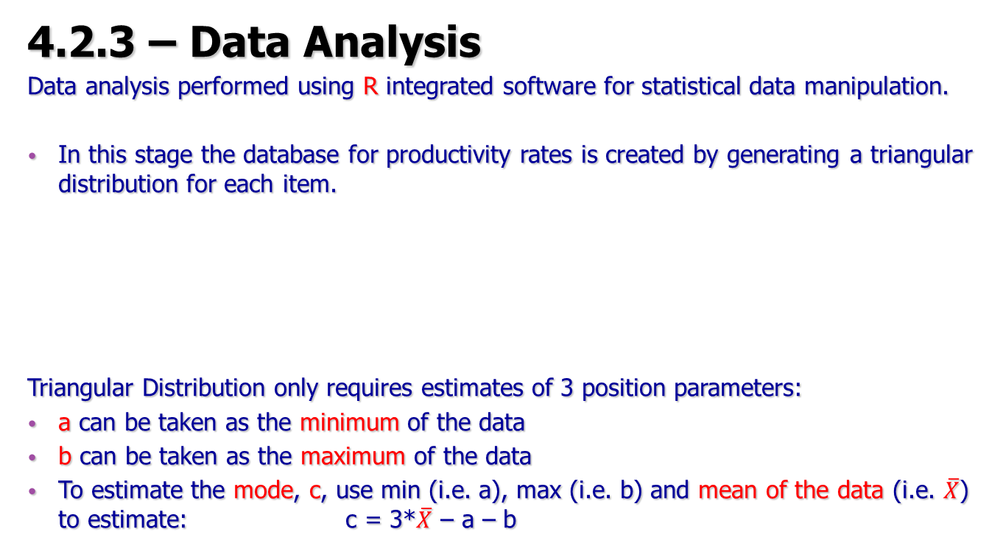 4.2.3 – Data Analysis
Data analysis performed using R integrated software for statistical data manipulation.
• In this stage the database for productivity rates is created by generating a triangular
distribution for each item.
Triangular Distribution only requires estimates of 3 position parameters:
• a can be taken as the minimum of the data
• b can be taken as the maximum of the data
• To estimate the mode, c, use min (i.e. a), max (i.e. b) and mean of the data (i.e. X̄)
to estimate: c = 3*X̄ – a – b